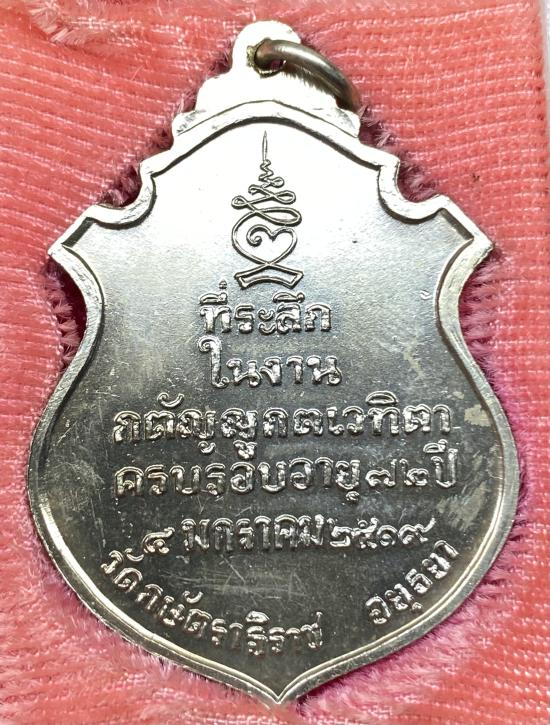 ที่ระลึก
ในงาน
กตัญญูกตเวทิตา
ครบรอบอายุ๗๒ปี
๔ มกราคม๒๕๑๙
วัดกษัตราธิราช อยุธยา